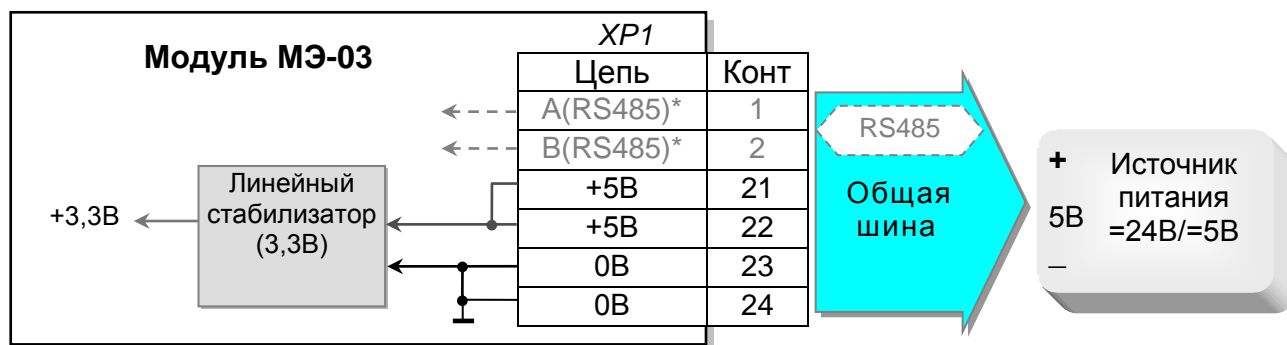 Модуль МЭ-03
XP1
Цепь Конт
A(RS485)* 1
B(RS485)* 2
+5В 21
+5В 22
0В 23
0В 24
Линейный
стабилизатор
(3,3В)
+3,3В
RS485
Общая
шина
+
5В
–
Источник
питания
=24В/=5В